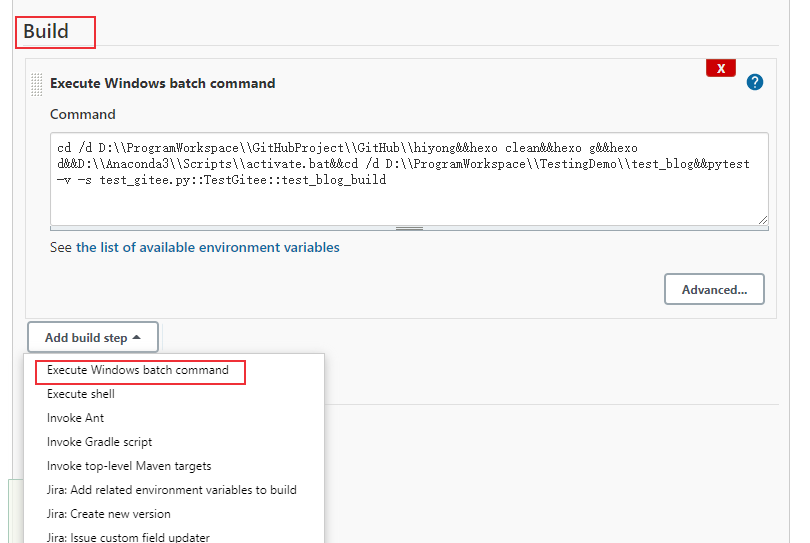 Build
X
Execute Windows batch command
?
Command
cd /d D:\\ProgramWorkspace\\GitHubProject\\GitHub\\hiyong&&hexo clean&&hexo g&&hexo
d&&D:\\Anaconda3\\Scripts\\activate.bat&&cd /d D:\\ProgramWorkspace\\TestingDemo\\test_blog&&pytest
-v -s test_gitee.py::TestGitee::test_blog_build
See the list of available environment variables
Advanced...
Add build step
Execute Windows batch command
Execute shell
Invoke Ant
Invoke Gradle script
Invoke top-level Maven targets
Jira: Add related environment variables to build
Jira: Create new version
Jira: Issue custom field updater